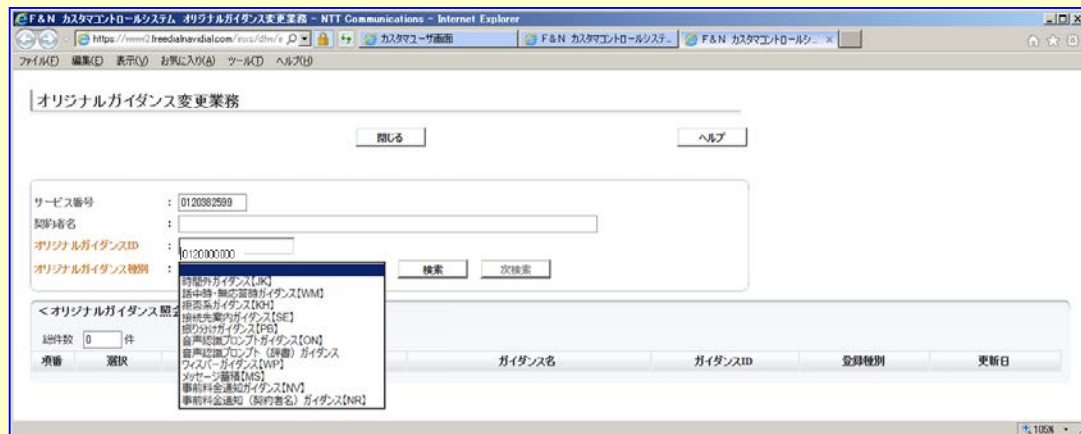 F&N カスタマコントロールシステム オリジナルガイダンス変更業務 - NTT Communications - Internet Explorer
https://www2.freedialnavidial.com/
カスタマユーザ画面
F&N カスタマコントロールシステ...
F&N カスタマコントロールシ...
ファイル(F) 編集(E) 表示(V) お気に入り(A) ツール(T) ヘルプ(H)
オリジナルガイダンス変更業務
閉じる ヘルプ
サービス番号 : 0120382599
契約者名 :
オリジナルガイダンスID :
0120000000
オリジナルガイダンス種別 : 検索 次検索
時間外ガイダンス【JK】
話中時・無応答時ガイダンス【WM】
拒否系ガイダンス【KH】
接続先案内ガイダンス【SE】
振り分けガイダンス【PB】
音声認識プロンプトガイダンス【ON】
音声認識プロンプト（辞書）ガイダンス
ウィスパーガイダンス【WP】
メッセージ蓄積【MS】
事前料金通知ガイダンス【NV】
事前料金通知（契約者名）ガイダンス【NR】
＜オリジナルガイダンス照会
総件数 0 件
項番 選択 ガイダンス名 ガイダンスID 登録種別 更新日
105%